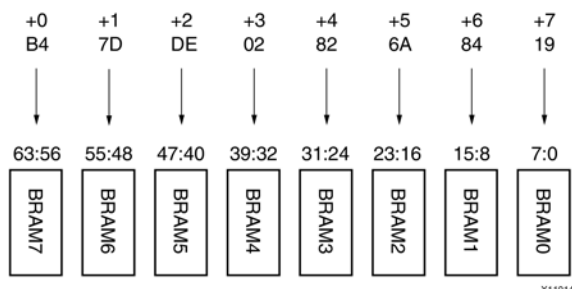 +0 +1 +2 +3 +4 +5 +6 +7
B4 7D DE 02 82 6A 84 19
63:56 55:48 47:40 39:32 31:24 23:16 15:8 7:0
BRAM7 BRAM6 BRAM5 BRAM4 BRAM3 BRAM2 BRAM1 BRAM0